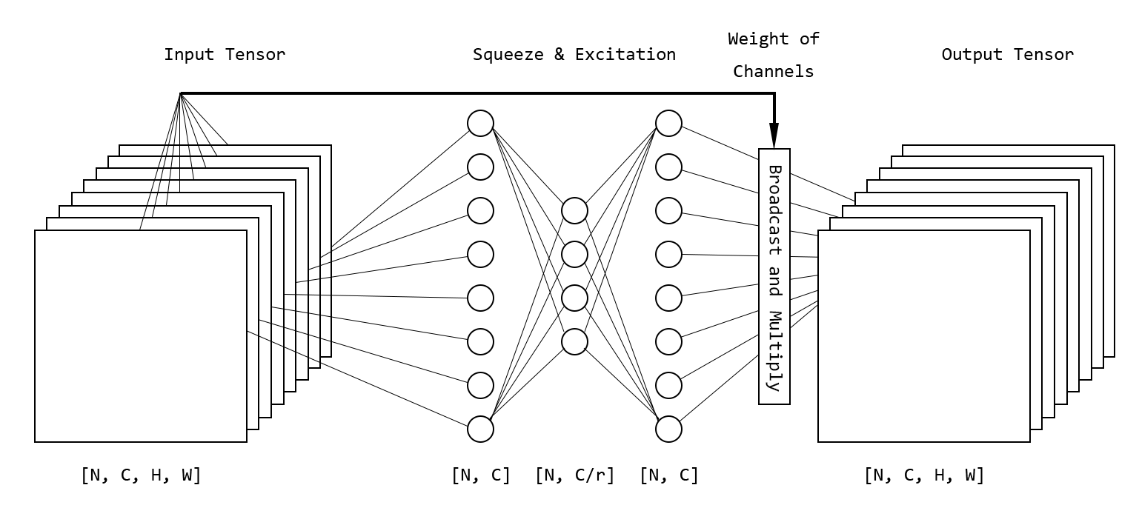 Input Tensor
Squeeze & Excitation
Weight of
Channels
Output Tensor
Broadcast and Multiply
[N, C, H, W]
[N, C]
[N, C/r]
[N, C]
[N, C, H, W]